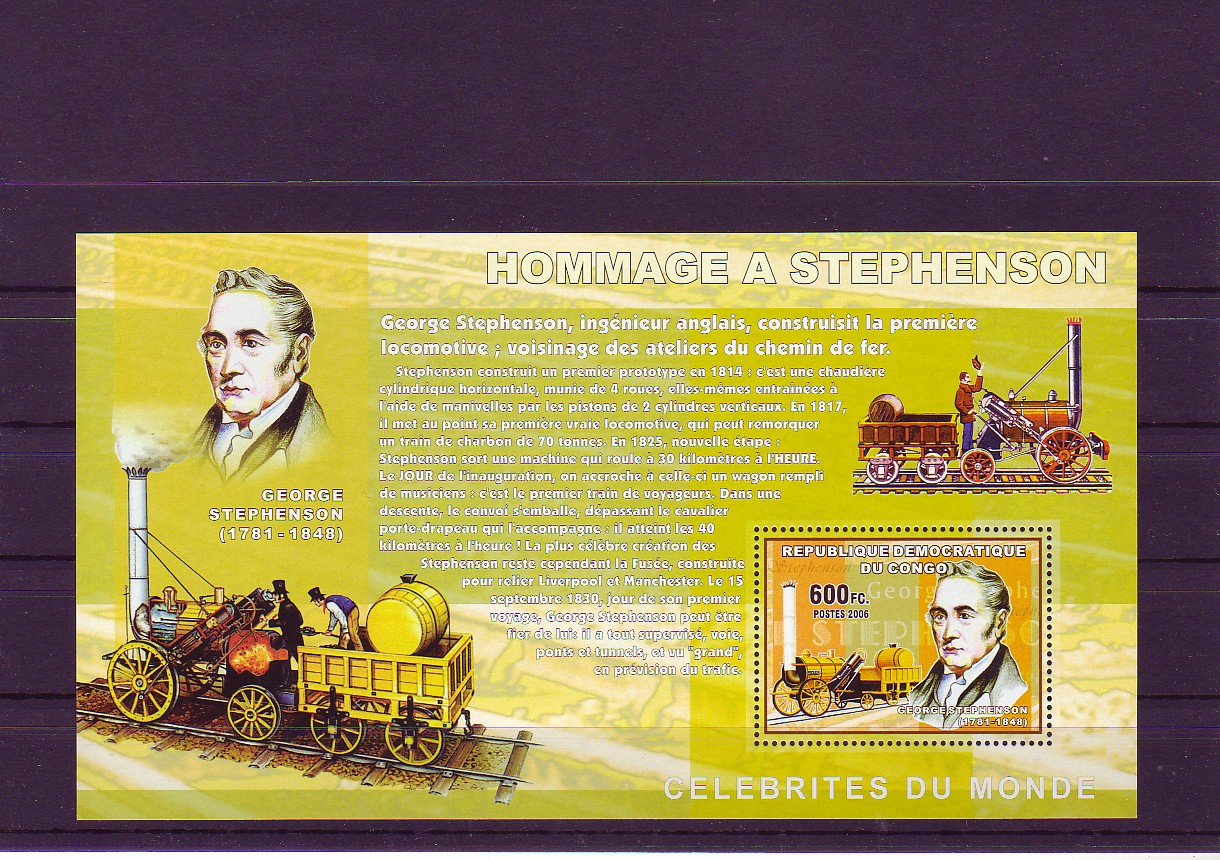 HOMMAGE A STEPHENSON
George Stephenson, ingénieur anglais, construisit la première
locomotive ; voisinage des ateliers du chemin de fer.
Stephenson construit un premier prototype en 1814 : c'est une chaudière
cylindrique horizontale, munie de 4 roues, elles-mêmes entraînées à
l'aide de manivelles par les pistons de 2 cylindres verticaux. En 1817,
il met au point sa première vraie locomotive, qui peut remorquer
un train de charbon de 70 tonnes. En 1825, nouvelle étape :
Stephenson sort une machine qui roule à 30 kilomètres à l'HEURE.
Le JOUR de l'inauguration, on accroche à celle-ci un wagon rempli
de musiciens : c'est le premier train de voyageurs. Dans une
descente, le convoi s'emballe, dépassant le cavalier
porte-drapeau qui l'accompagne : il atteint les 40
kilomètres à l'heure ! La plus célèbre création des
Stephenson reste cependant la Fusée, construite
pour relier Liverpool et Manchester. Le 15
septembre 1830, jour de son premier
voyage, George Stephenson peut être
fier de lui: il a tout supervisé, voie,
ponts et tunnels, et vu "grand",
en prévision du trafic.
GEORGE
STEPHENSON
(1781-1848)
REPUBLIQUE DEMOCRATIQUE
DU CONGO
Stephenson
600FC.
POSTES 2006
STEPHENSO
GEORGE STEPHENSON
(1781-1848)
CELEBRITES DU MONDE